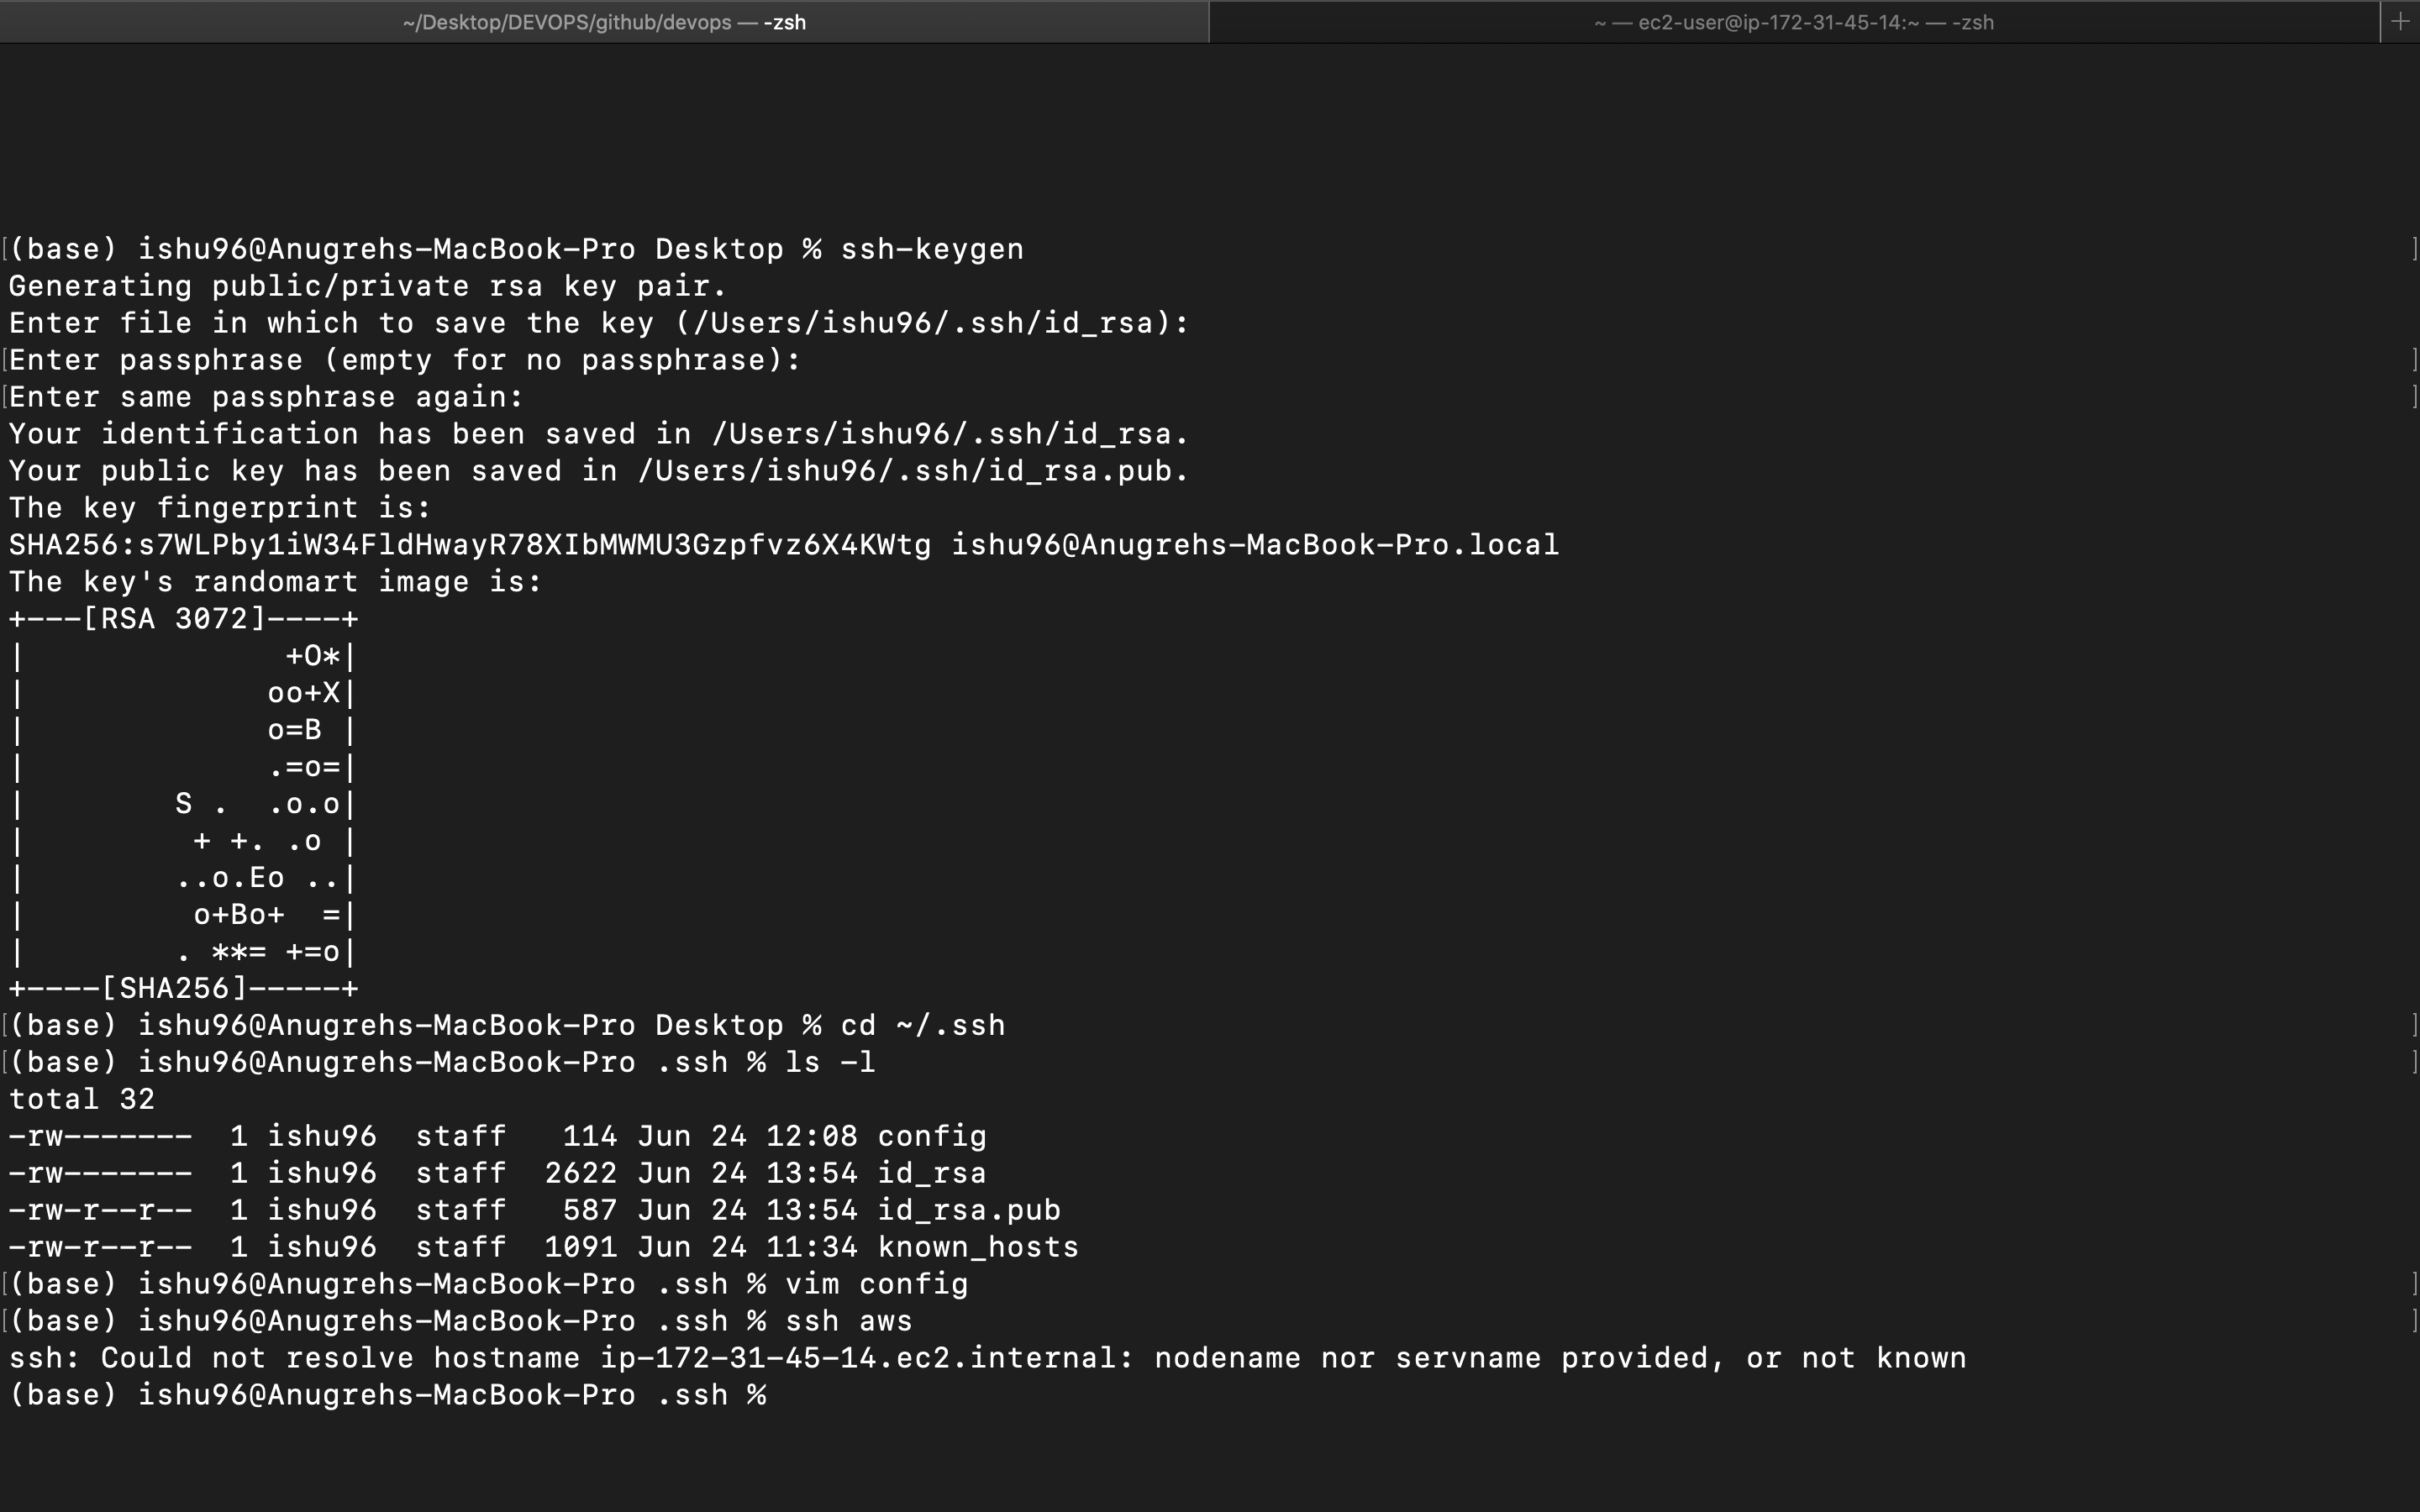 ~/Desktop/DEVOPS/github/devops — -zsh
~ — ec2-user@ip-172-31-45-14:~ — -zsh
+
[(base) ishu96@Anugrehs-MacBook-Pro Desktop % ssh-keygen ]
Generating public/private rsa key pair.
Enter file in which to save the key (/Users/ishu96/.ssh/id_rsa):
[Enter passphrase (empty for no passphrase): ]
[Enter same passphrase again: ]
Your identification has been saved in /Users/ishu96/.ssh/id_rsa.
Your public key has been saved in /Users/ishu96/.ssh/id_rsa.pub.
The key fingerprint is:
SHA256:s7WLPby1iW34FldHwayR78XIbMWMU3Gzpfvz6X4KWtg ishu96@Anugrehs-MacBook-Pro.local
The key's randomart image is:
+---[RSA 3072]----+
|              +O*|
|             oo+X|
|             o=B |
|             .=o=|
|        S .  .o.o|
|         + +. .o |
|        ..o.Eo ..|
|         o+Bo+  =|
|        . **= +=o|
+----[SHA256]-----+
[(base) ishu96@Anugrehs-MacBook-Pro Desktop % cd ~/.ssh ]
[(base) ishu96@Anugrehs-MacBook-Pro .ssh % ls -l ]
total 32
-rw-------  1 ishu96  staff   114 Jun 24 12:08 config
-rw-------  1 ishu96  staff  2622 Jun 24 13:54 id_rsa
-rw-r--r--  1 ishu96  staff   587 Jun 24 13:54 id_rsa.pub
-rw-r--r--  1 ishu96  staff  1091 Jun 24 11:34 known_hosts
[(base) ishu96@Anugrehs-MacBook-Pro .ssh % vim config ]
[(base) ishu96@Anugrehs-MacBook-Pro .ssh % ssh aws ]
ssh: Could not resolve hostname ip-172-31-45-14.ec2.internal: nodename nor servname provided, or not known
(base) ishu96@Anugrehs-MacBook-Pro .ssh %